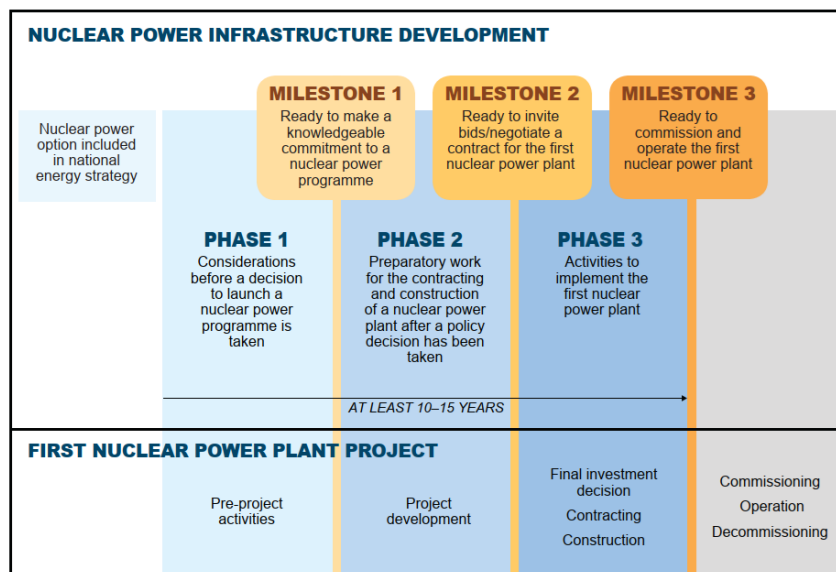 NUCLEAR POWER INFRASTRUCTURE DEVELOPMENT
Nuclear power
option included
in national
energy strategy
MILESTONE 1
Ready to make a
knowledgeable
commitment to a
nuclear power
programme
MILESTONE 2
Ready to invite
bids/negotiate a
contract for the first
nuclear power plant
MILESTONE 3
Ready to
commission and
operate the first
nuclear power plant
PHASE 1
Considerations
before a decision
to launch a
nuclear power
programme is
taken
PHASE 2
Preparatory work
for the contracting
and construction
of a nuclear power
plant after a policy
decision has been
taken
PHASE 3
Activities to
implement the
first nuclear
power plant
AT LEAST 10–15 YEARS
FIRST NUCLEAR POWER PLANT PROJECT
Pre-project
activities
Project
development
Final investment
decision
Contracting
Construction
Commissioning
Operation
Decommissioning